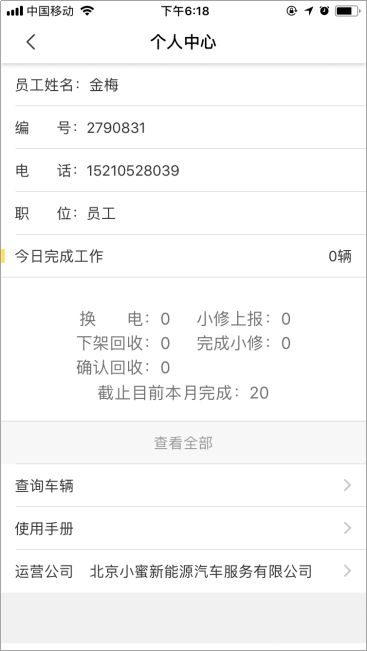 中国移动 下午6:18
个人中心
员工姓名：金梅
编 号：2790831
电 话：15210528039
职 位：员工
今日完成工作 0辆
换 电：0 小修上报：0
下架回收：0 完成小修：0
确认回收：0
截止目前本月完成：20
查看全部
查询车辆
使用手册
运营公司 北京小蜜新能源汽车服务有限公司